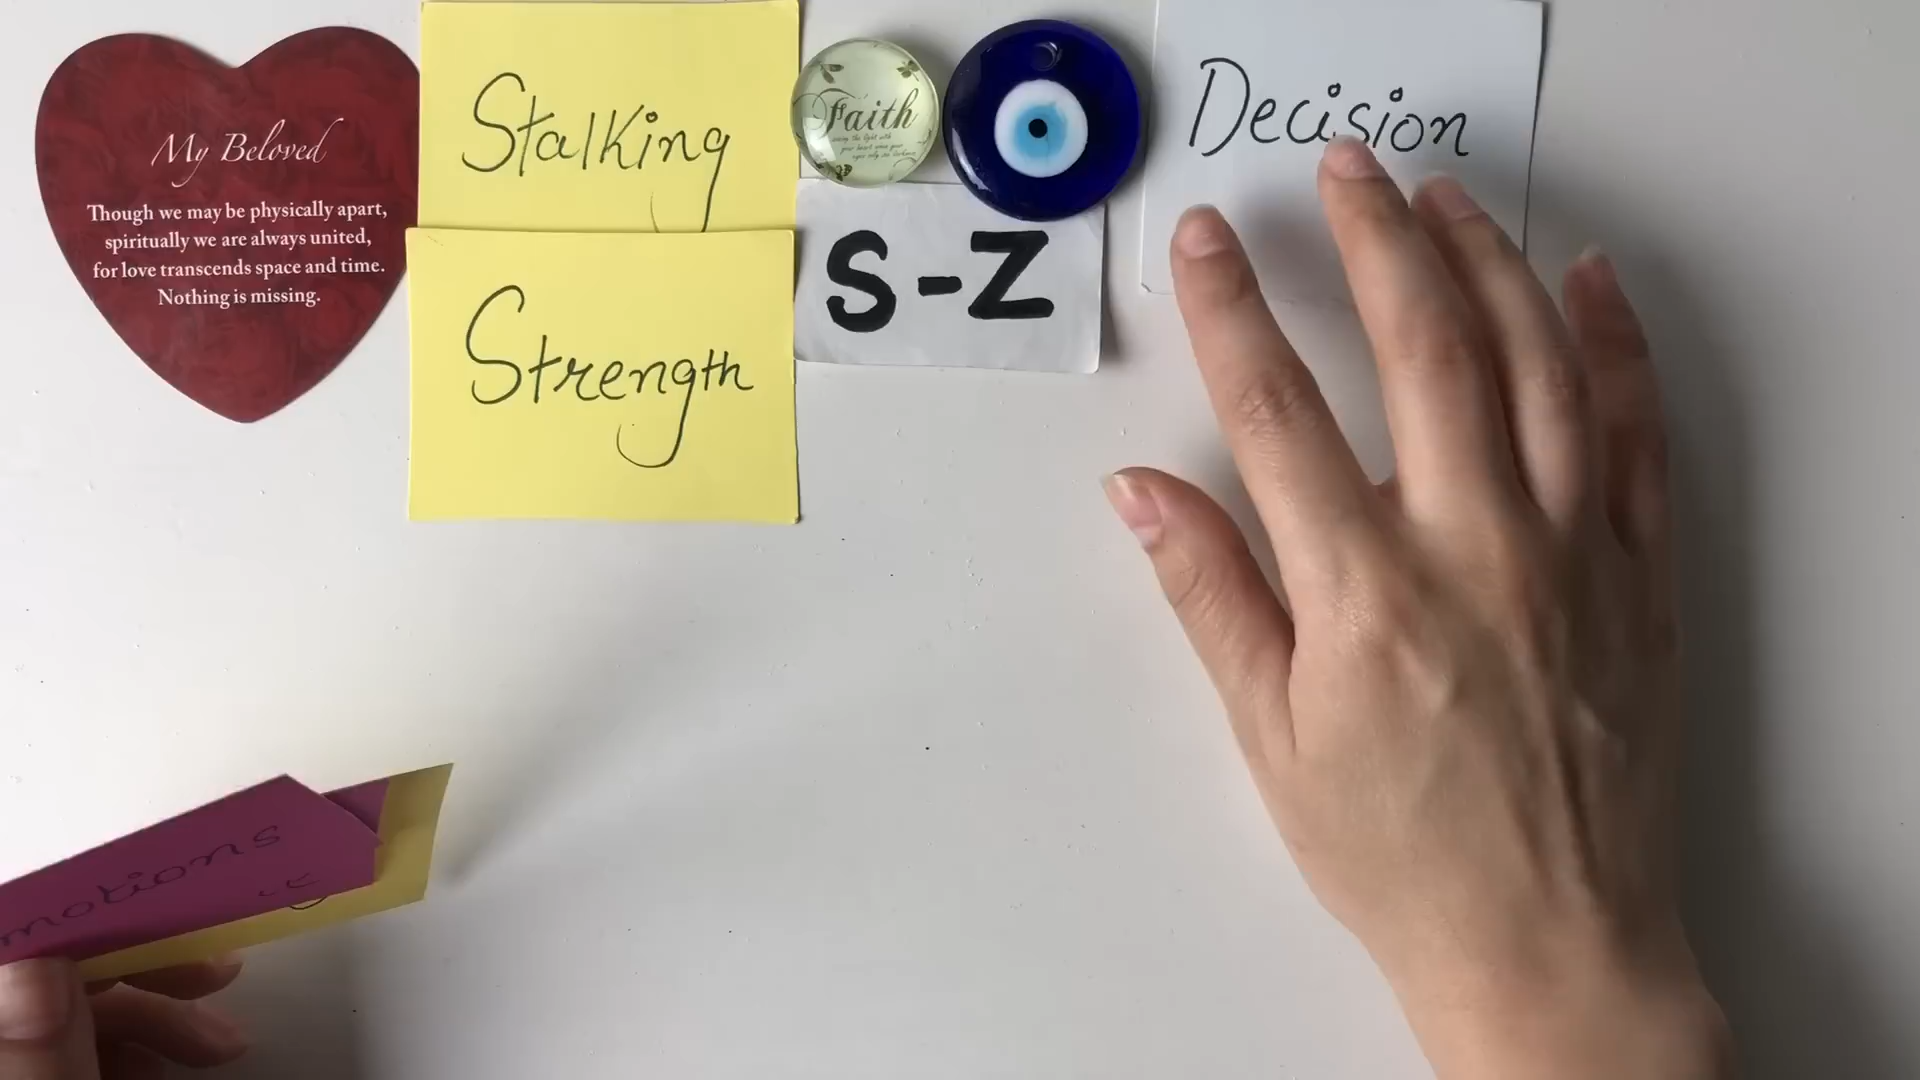 My Beloved
Though we may be physically apart,
spiritually we are always united,
for love transcends space and time.
Nothing is missing.
Stalking
Strength
Faith
S-Z
Decision
motions